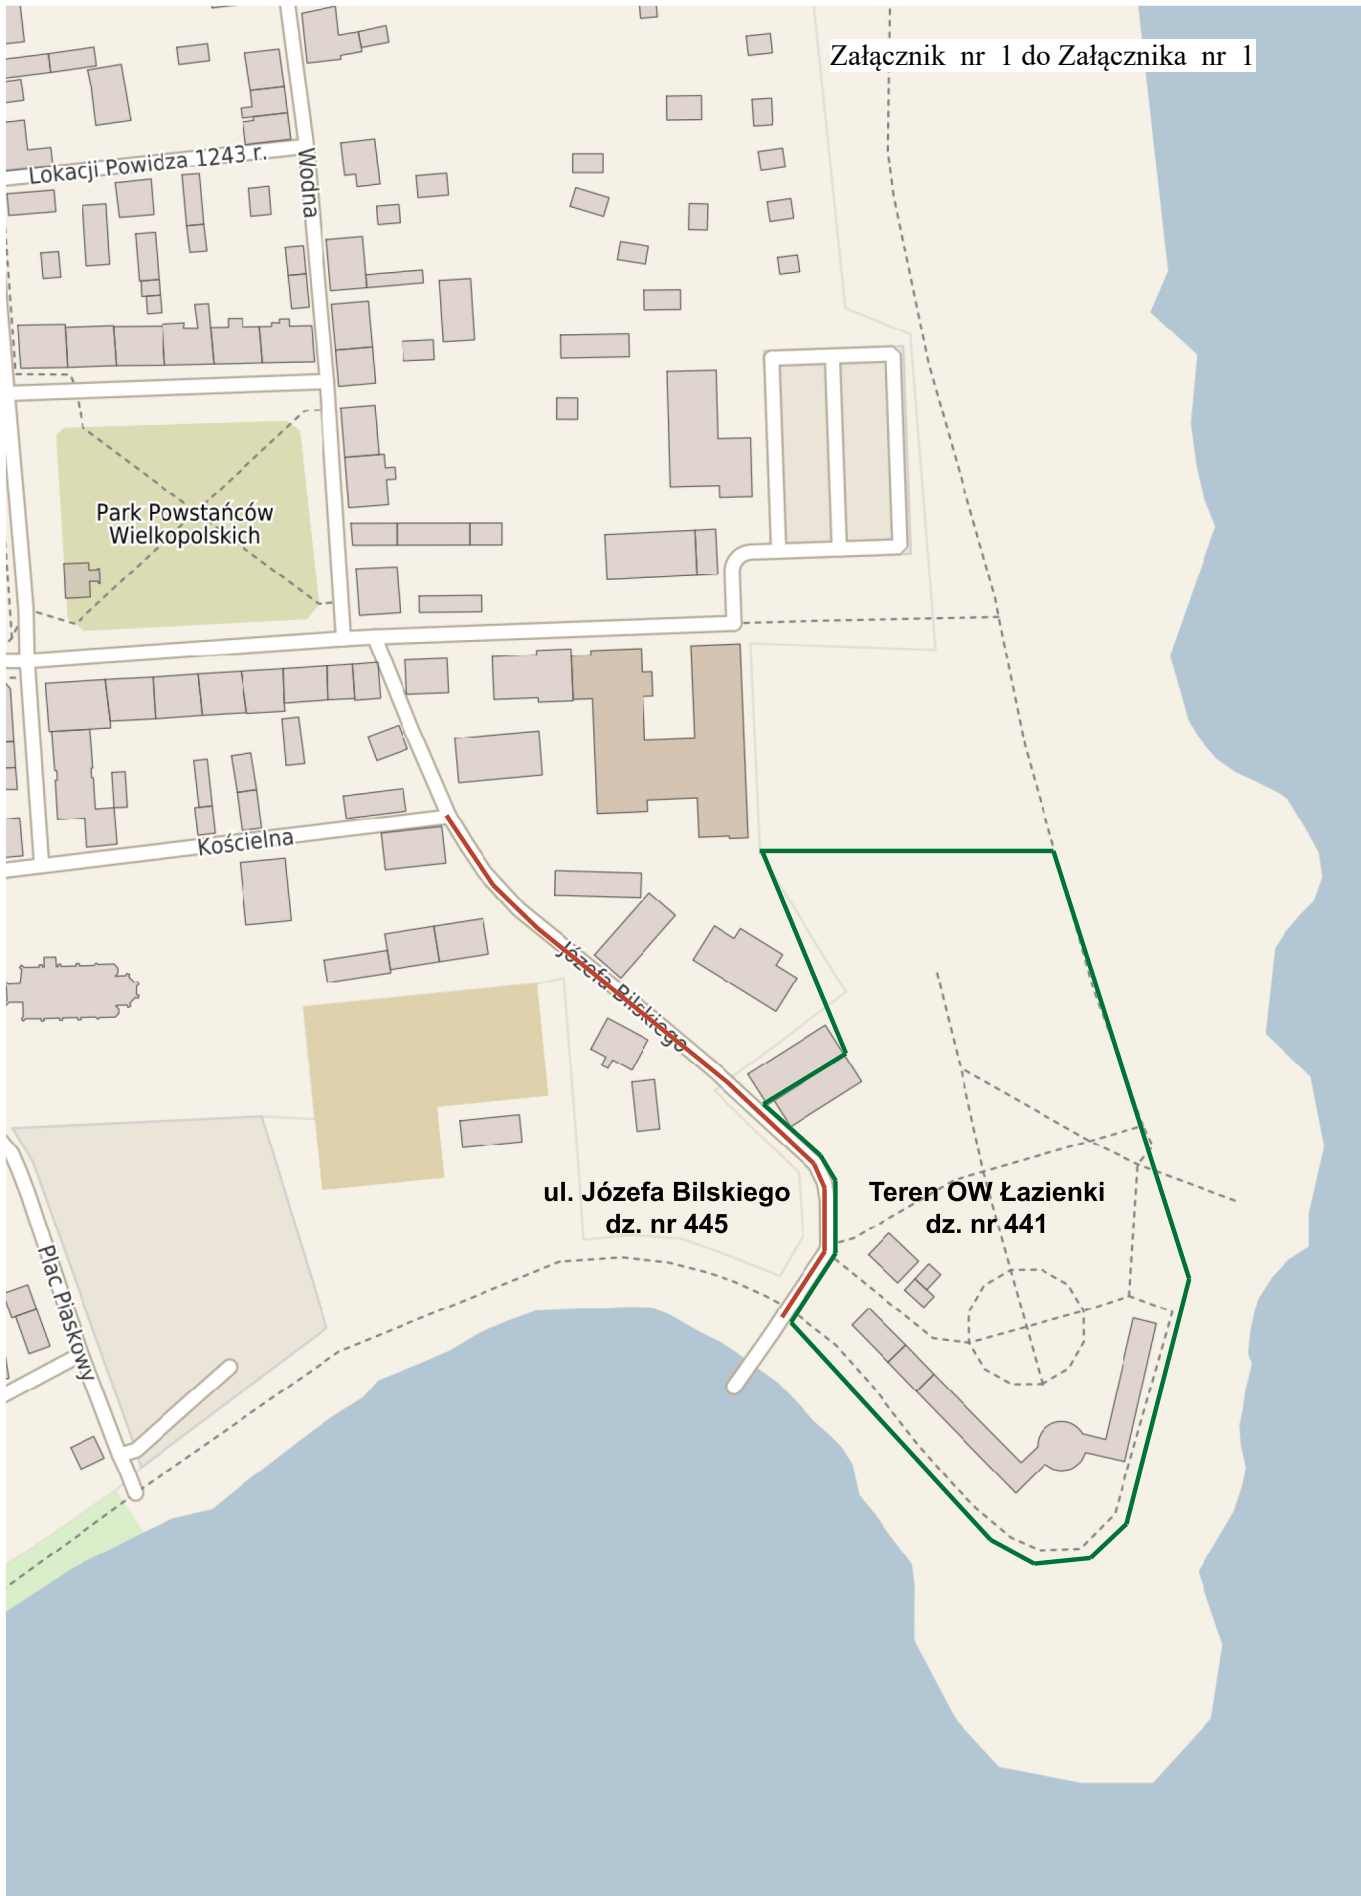 Załącznik nr 1 do Załącznika nr 1
Lokacji Powidza 1243 r.
Wodna
Park Powstańców
Wielkopolskich
Kościelna
Józefa Bilskiego
ul. Józefa Bilskiego
dz. nr 445
Teren OW Łazienki
dz. nr 441
Plac Piaskowy